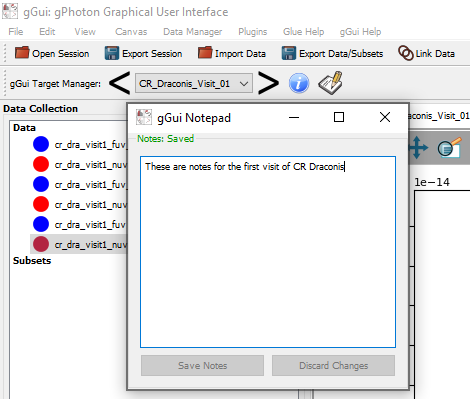 gGui: gPhoton Graphical User Interface
File Edit View Canvas Data Manager Plugins Glue Help gGui Help
Open Session Export Session Import Data Export Data/Subsets Link Data
gGui Target Manager: < CR_Draconis_Visit_01 >
Data Collection
Data
cr_dra_visit1_fuv
cr_dra_visit1_nuv
cr_dra_visit1_fuv
cr_dra_visit1_nuv
cr_dra_visit1_fuv
cr_dra_visit1_nuv
Subsets
gGui Notepad
Notes: Saved
These are notes for the first visit of CR Draconis
Save Notes Discard Changes
aconis_Visit_01
1e−14